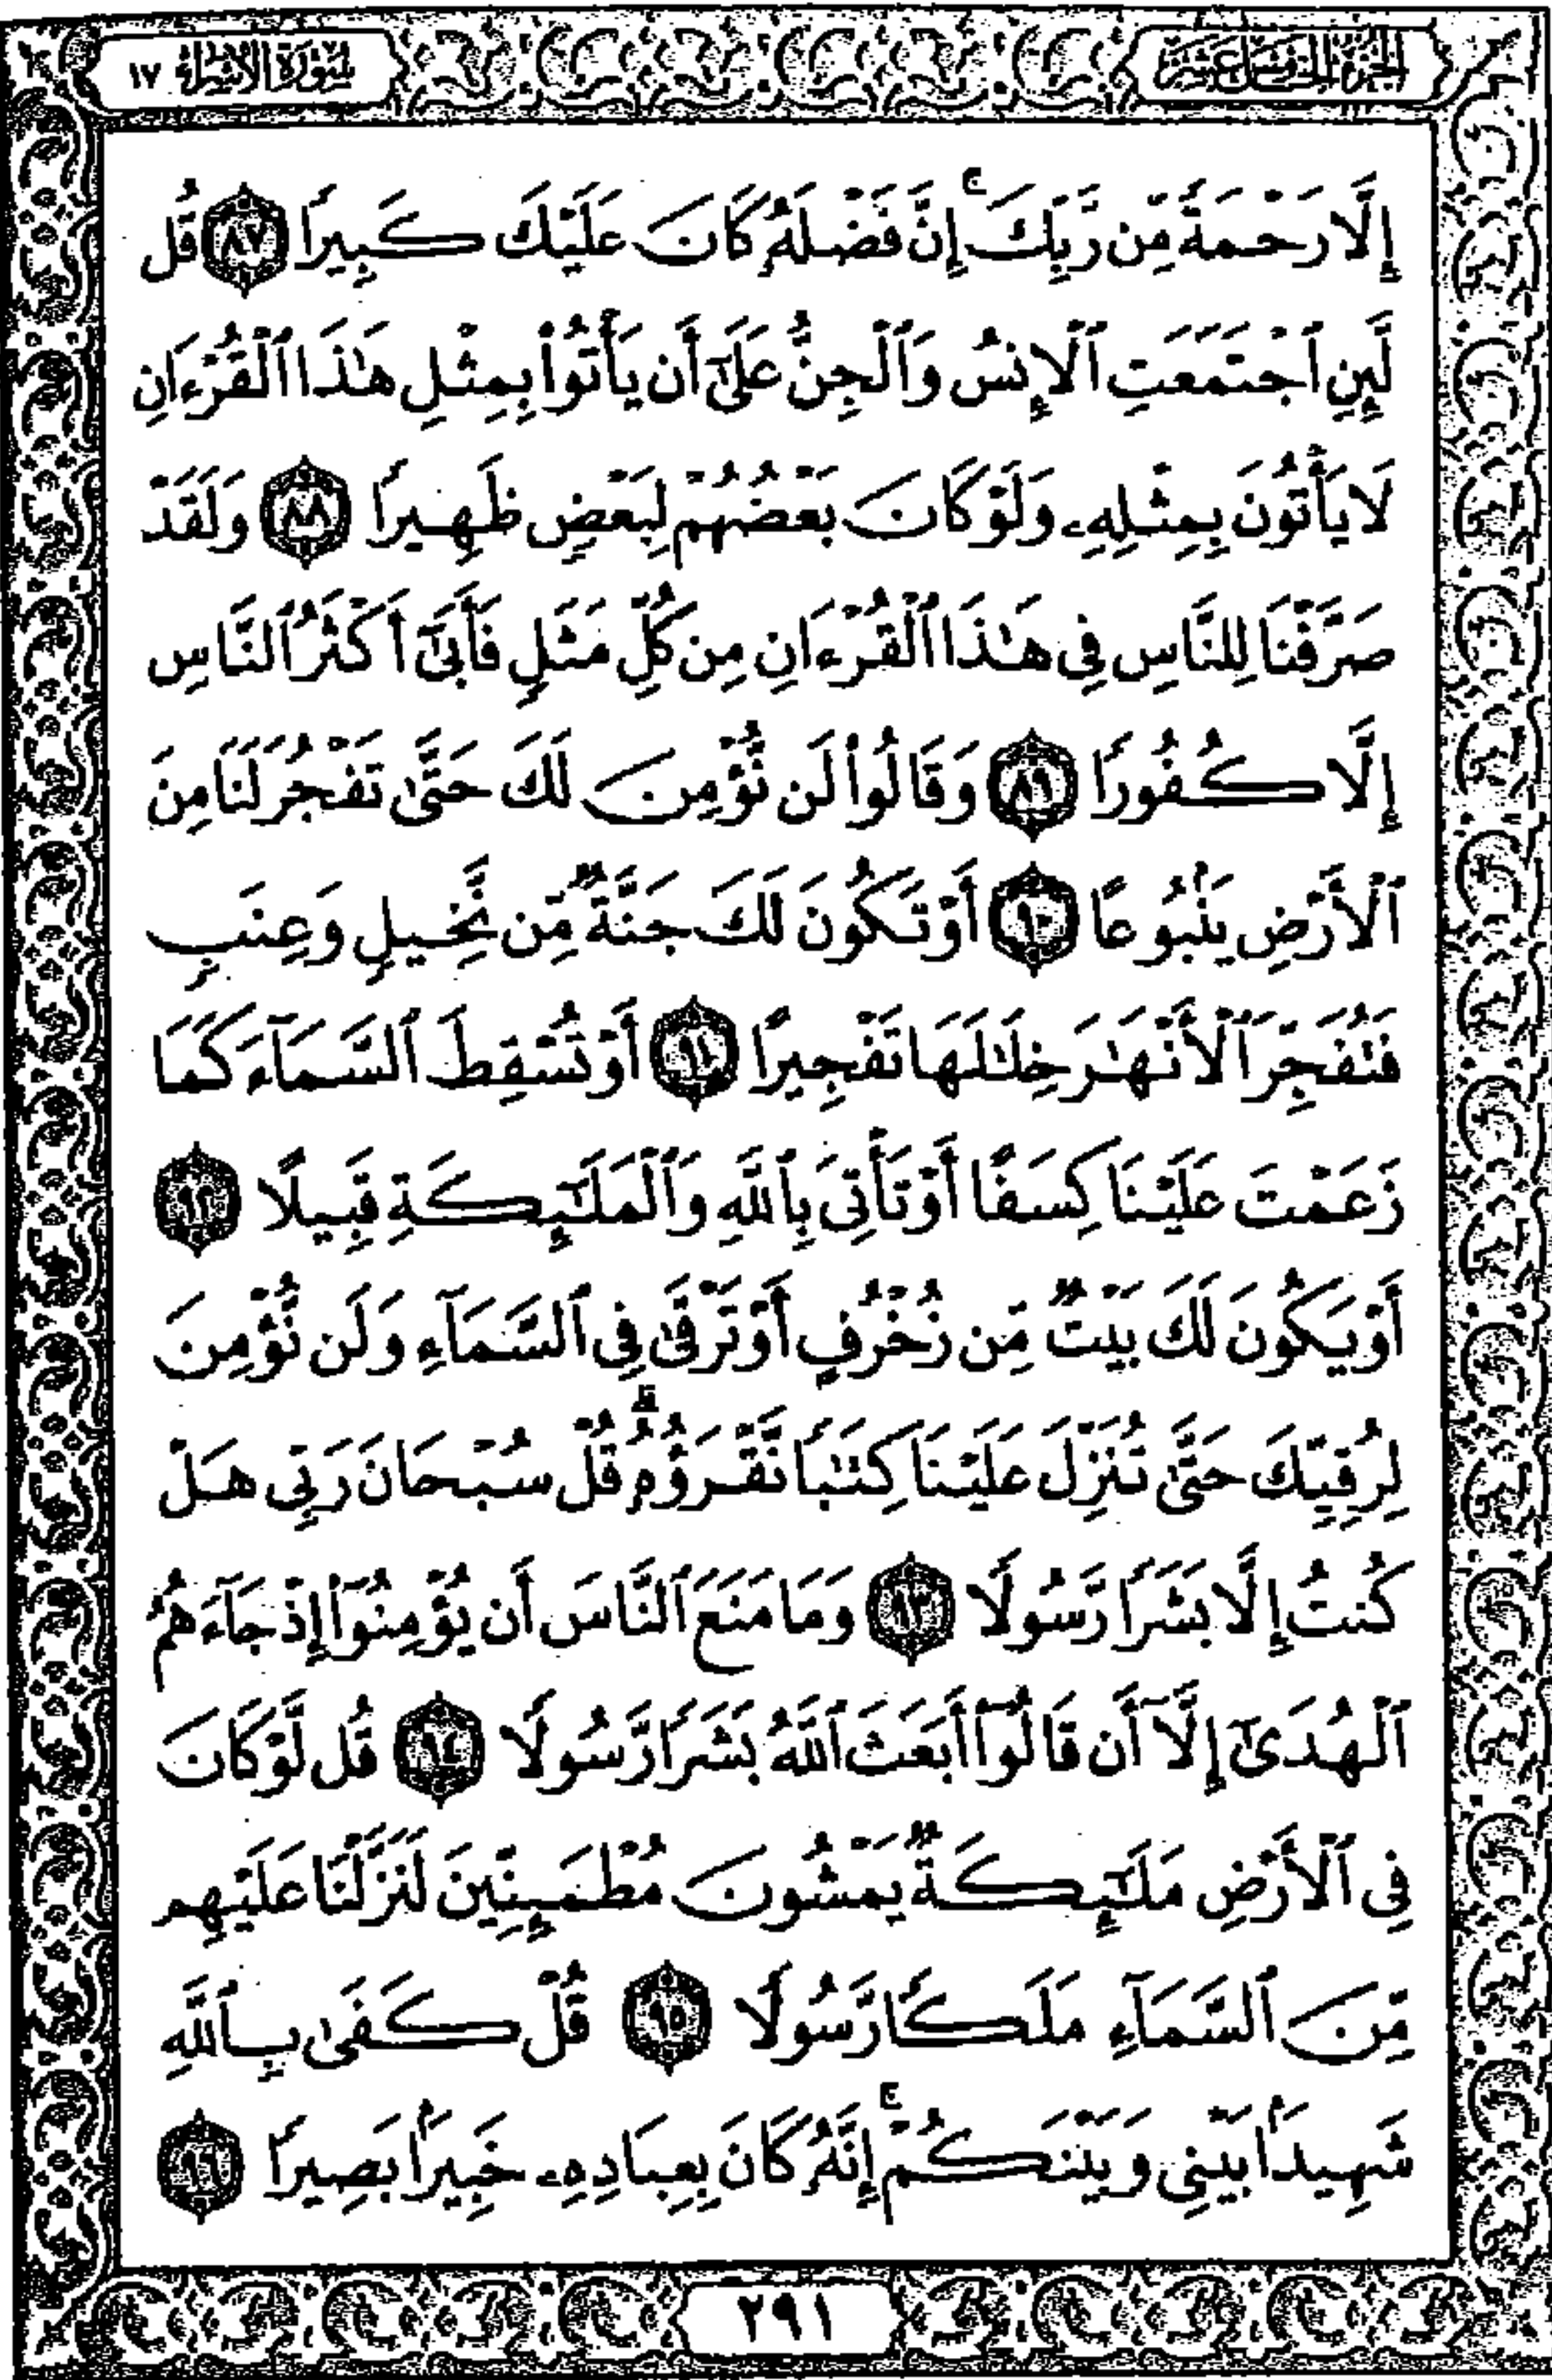 الجزء الخامس عشر
سورة الإسراء ١٧
إِلَّا رَحْمَةً مِّن رَّبِّكَ ۚ إِنَّ فَضْلَهُۥ كَانَ عَلَيْكَ كَبِيرًا ٨٧ قُل
لَّئِنِ ٱجْتَمَعَتِ ٱلْإِنسُ وَٱلْجِنُّ عَلَىٰٓ أَن يَأْتُوا۟ بِمِثْلِ هَـٰذَا ٱلْقُرْءَانِ
لَا يَأْتُونَ بِمِثْلِهِۦ وَلَوْ كَانَ بَعْضُهُمْ لِبَعْضٍ ظَهِيرًا ٨٨ وَلَقَدْ
صَرَّفْنَا لِلنَّاسِ فِى هَـٰذَا ٱلْقُرْءَانِ مِن كُلِّ مَثَلٍ فَأَبَىٰٓ أَكْثَرُ ٱلنَّاسِ
إِلَّا كُفُورًا ٨٩ وَقَالُوا۟ لَن نُّؤْمِنَ لَكَ حَتَّىٰ تَفْجُرَ لَنَا مِنَ
ٱلْأَرْضِ يَنۢبُوعًا ٩٠ أَوْ تَكُونَ لَكَ جَنَّةٌ مِّن نَّخِيلٍ وَعِنَبٍ
فَتُفَجِّرَ ٱلْأَنْهَـٰرَ خِلَـٰلَهَا تَفْجِيرًا ٩١ أَوْ تُسْقِطَ ٱلسَّمَآءَ كَمَا
زَعَمْتَ عَلَيْنَا كِسَفًا أَوْ تَأْتِىَ بِٱللَّهِ وَٱلْمَلَـٰٓئِكَةِ قَبِيلًا ٩٢
أَوْ يَكُونَ لَكَ بَيْتٌ مِّن زُخْرُفٍ أَوْ تَرْقَىٰ فِى ٱلسَّمَآءِ وَلَن نُّؤْمِنَ
لِرُقِيِّكَ حَتَّىٰ تُنَزِّلَ عَلَيْنَا كِتَـٰبًا نَّقْرَؤُهُۥ ۗ قُلْ سُبْحَانَ رَبِّى هَلْ
كُنتُ إِلَّا بَشَرًا رَّسُولًا ٩٣ وَمَا مَنَعَ ٱلنَّاسَ أَن يُؤْمِنُوٓا۟ إِذْ جَآءَهُمُ
ٱلْهُدَىٰٓ إِلَّآ أَن قَالُوٓا۟ أَبَعَثَ ٱللَّهُ بَشَرًا رَّسُولًا ٩٤ قُل لَّوْ كَانَ
فِى ٱلْأَرْضِ مَلَـٰٓئِكَةٌ يَمْشُونَ مُطْمَئِنِّينَ لَنَزَّلْنَا عَلَيْهِم
مِّنَ ٱلسَّمَآءِ مَلَكًا رَّسُولًا ٩٥ قُلْ كَفَىٰ بِٱللَّهِ
شَهِيدًۢا بَيْنِى وَبَيْنَكُمْ ۚ إِنَّهُۥ كَانَ بِعِبَادِهِۦ خَبِيرًۢا بَصِيرًا ٩٦
٢٩١